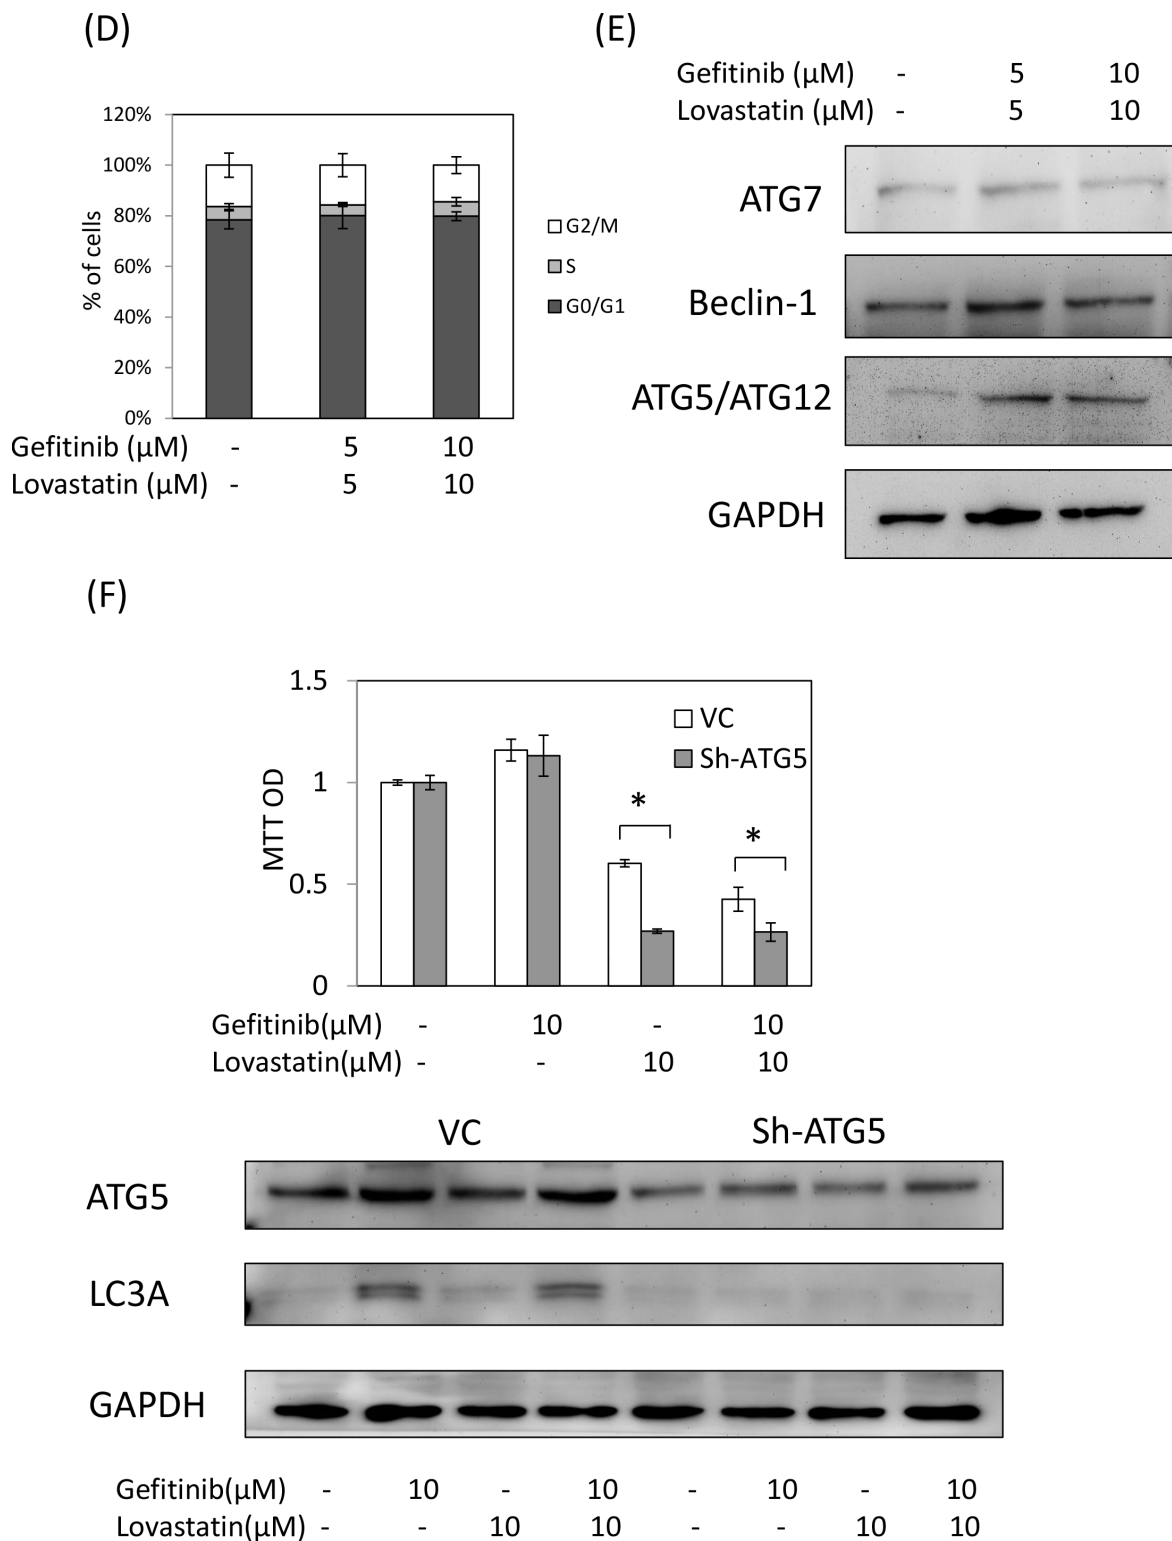 (D)
120%
100%
80%
60%
40%
20%
0%
% of cells
G2/M
S
G0/G1
Gefitinib (µM) - 5 10
Lovastatin (µM) - 5 10
(E)
Gefitinib (µM) - 5 10
Lovastatin (µM) - 5 10
ATG7
Beclin-1
ATG5/ATG12
GAPDH
(F)
1.5
1
0.5
0
MTT OD
VC
Sh-ATG5
*
*
Gefitinib(µM) - 10 - 10
Lovastatin(µM) - - 10 10
VC Sh-ATG5
ATG5
LC3A
GAPDH
Gefitinib(µM) - 10 - 10 - 10 - 10
Lovastatin(µM) - - 10 10 - - 10 10